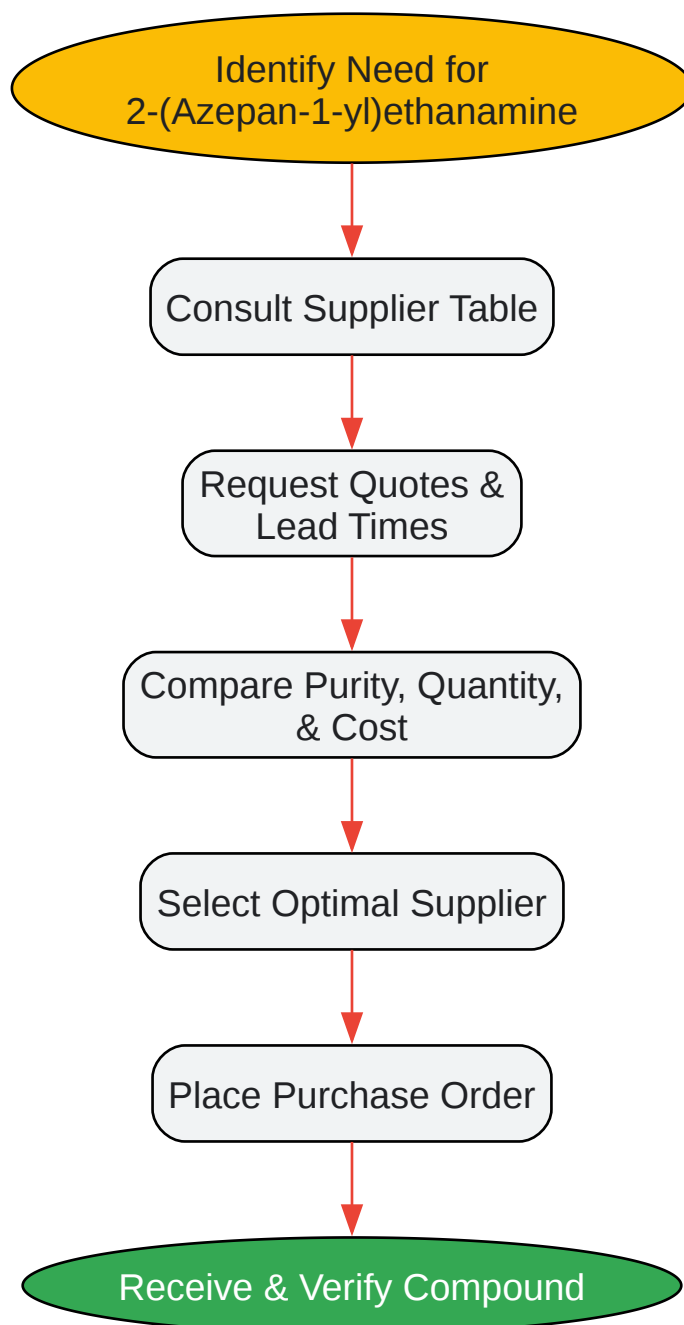 Identify Need for
2-(Azepan-1-yl)ethanamine
Consult Supplier Table
Request Quotes &
Lead Times
Compare Purity, Quantity,
& Cost
Select Optimal Supplier
Place Purchase Order
Receive & Verify Compound